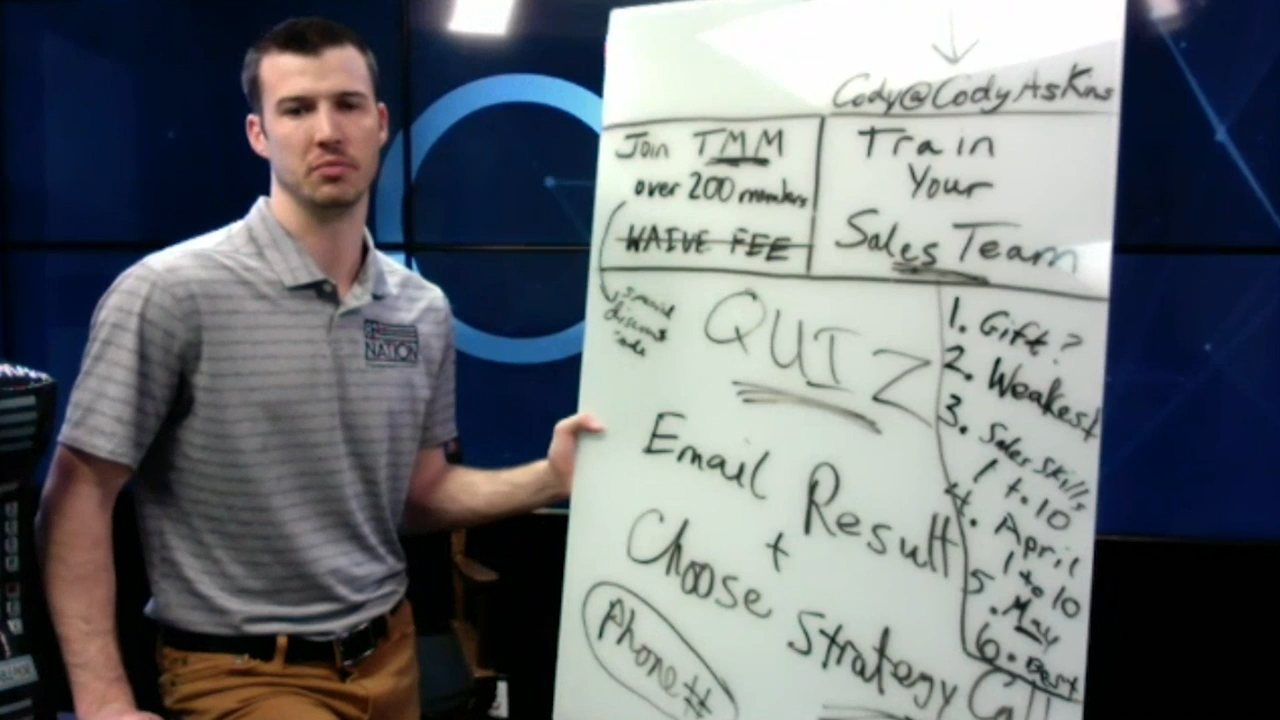 Cody@CodyAskins
Join TMM
over 200 members
WAIVE FEE
Train
Your
Sales Team
QUIZ
Email Result
+
Choose Strategy Call
Phone #
1. Gift?
2. Weakest
3. Sales Skills
1 to 10
4. April
1 to 10
5. May
6. Best
NATION